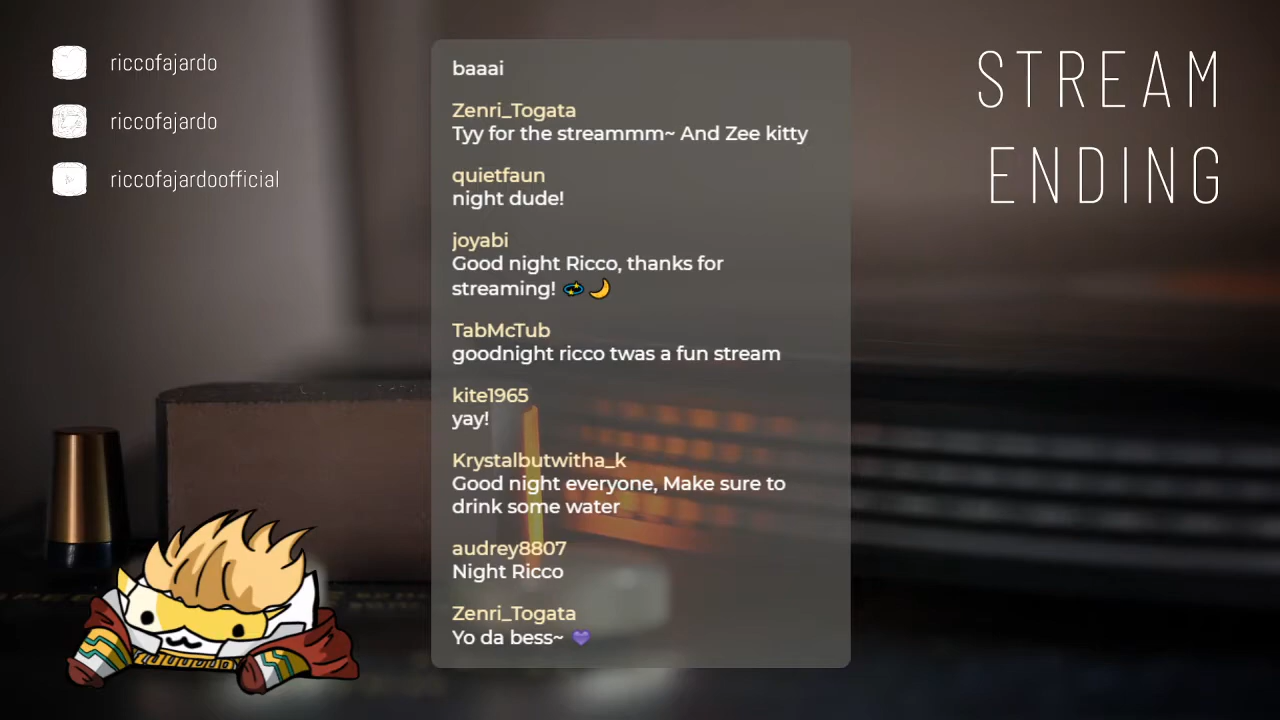 riccofajardo
riccofajardo
riccofajardoofficial
baaai
Zenri_Togata
Tyy for the streammm~ And Zee kitty
quietfaun
night dude!
joyabi
Good night Ricco, thanks for
streaming! 💫 🌙
TabMcTub
goodnight ricco twas a fun stream
kite1965
yay!
Krystalbutwitha_k
Good night everyone, Make sure to
drink some water
audrey8807
Night Ricco
Zenri_Togata
Yo da bess~ 💜
STREAM
ENDING